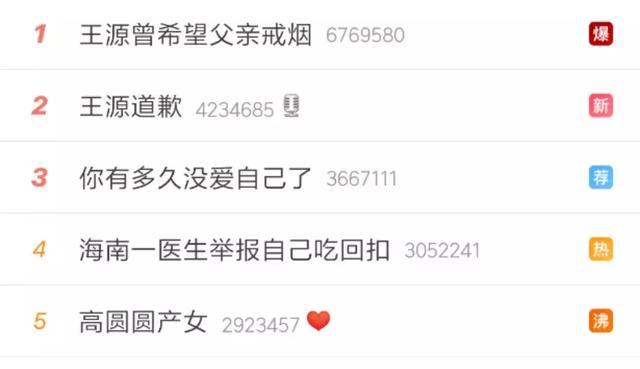 1 王源曾希望父亲戒烟 6769580 爆
2 王源道歉 4234685 新
3 你有多久没爱自己了 3667111 荐
4 海南一医生举报自己吃回扣 3052241 热
5 高圆圆产女 2923457 沸